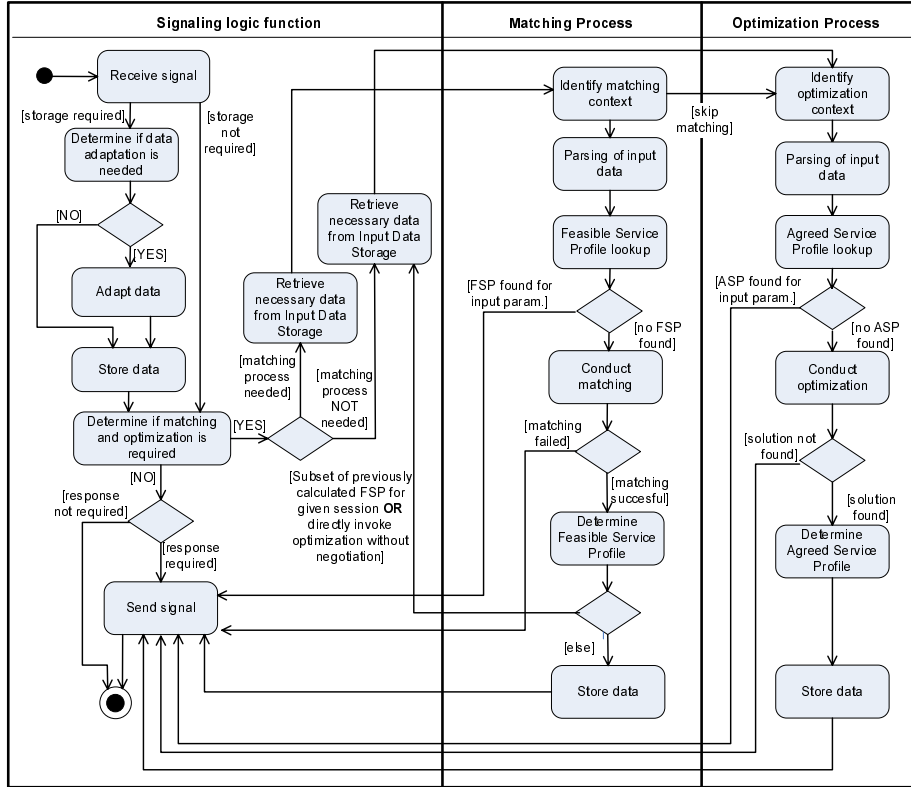 Signaling logic function
Matching Process
Optimization Process
Receive signal
[storage required]
[storage
not
required]
Determine if data
adaptation is
needed
[NO]
[YES]
Adapt data
Store data
Determine if matching
and optimization is
required
[YES]
[NO]
[response
not required]
[response
required]
Send signal
Retrieve
necessary data
from Input Data
Storage
Retrieve
necessary data
from Input Data
Storage
[matching
process
needed]
[matching
process
NOT
needed]
[Subset of previously
calculated FSP for
given session OR
directly invoke
optimization without
negotiation]
Identify matching
context
[skip
matching]
Parsing of input
data
Feasible Service
Profile lookup
[FSP found for
input param.]
[no FSP
found]
Conduct
matching
[matching
failed]
[matching
succesful]
Determine
Feasible Service
Profile
[else]
Store data
Identify
optimization
context
Parsing of input
data
Agreed Service
Profile lookup
[ASP found for
input param.]
[no ASP
found]
Conduct
optimization
[solution not
found]
[solution
found]
Determine
Agreed Service
Profile
Store data